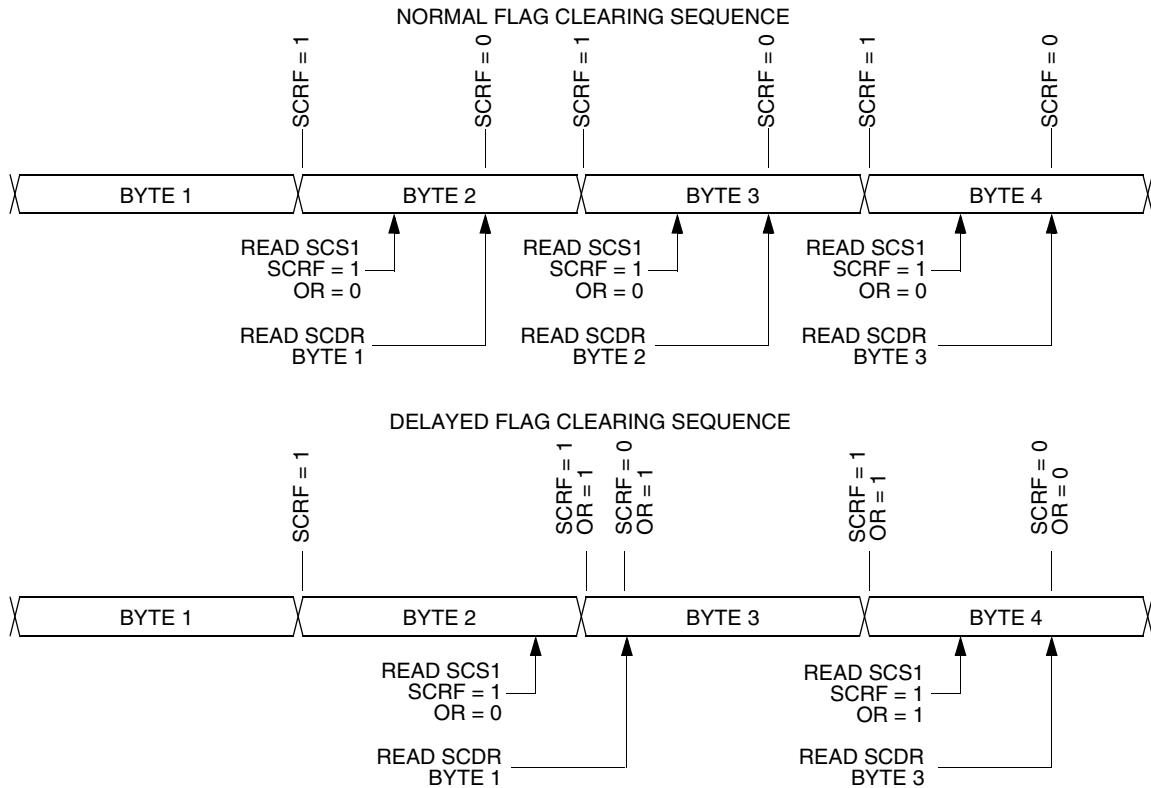 NORMAL FLAG CLEARING SEQUENCE
SCRF = 1
SCRF = 0
SCRF = 1
SCRF = 0
SCRF = 1
SCRF = 0
BYTE 1
BYTE 2
BYTE 3
BYTE 4
READ SCS1
SCRF = 1
OR = 0
READ SCS1
SCRF = 1
OR = 0
READ SCS1
SCRF = 1
OR = 0
READ SCDR
BYTE 1
READ SCDR
BYTE 2
READ SCDR
BYTE 3
DELAYED FLAG CLEARING SEQUENCE
SCRF = 1
SCRF = 1
OR = 1
SCRF = 0
OR = 1
SCRF = 1
OR = 1
SCRF = 0
OR = 0
BYTE 1
BYTE 2
BYTE 3
BYTE 4
READ SCS1
SCRF = 1
OR = 0
READ SCS1
SCRF = 1
OR = 1
READ SCDR
BYTE 1
READ SCDR
BYTE 3